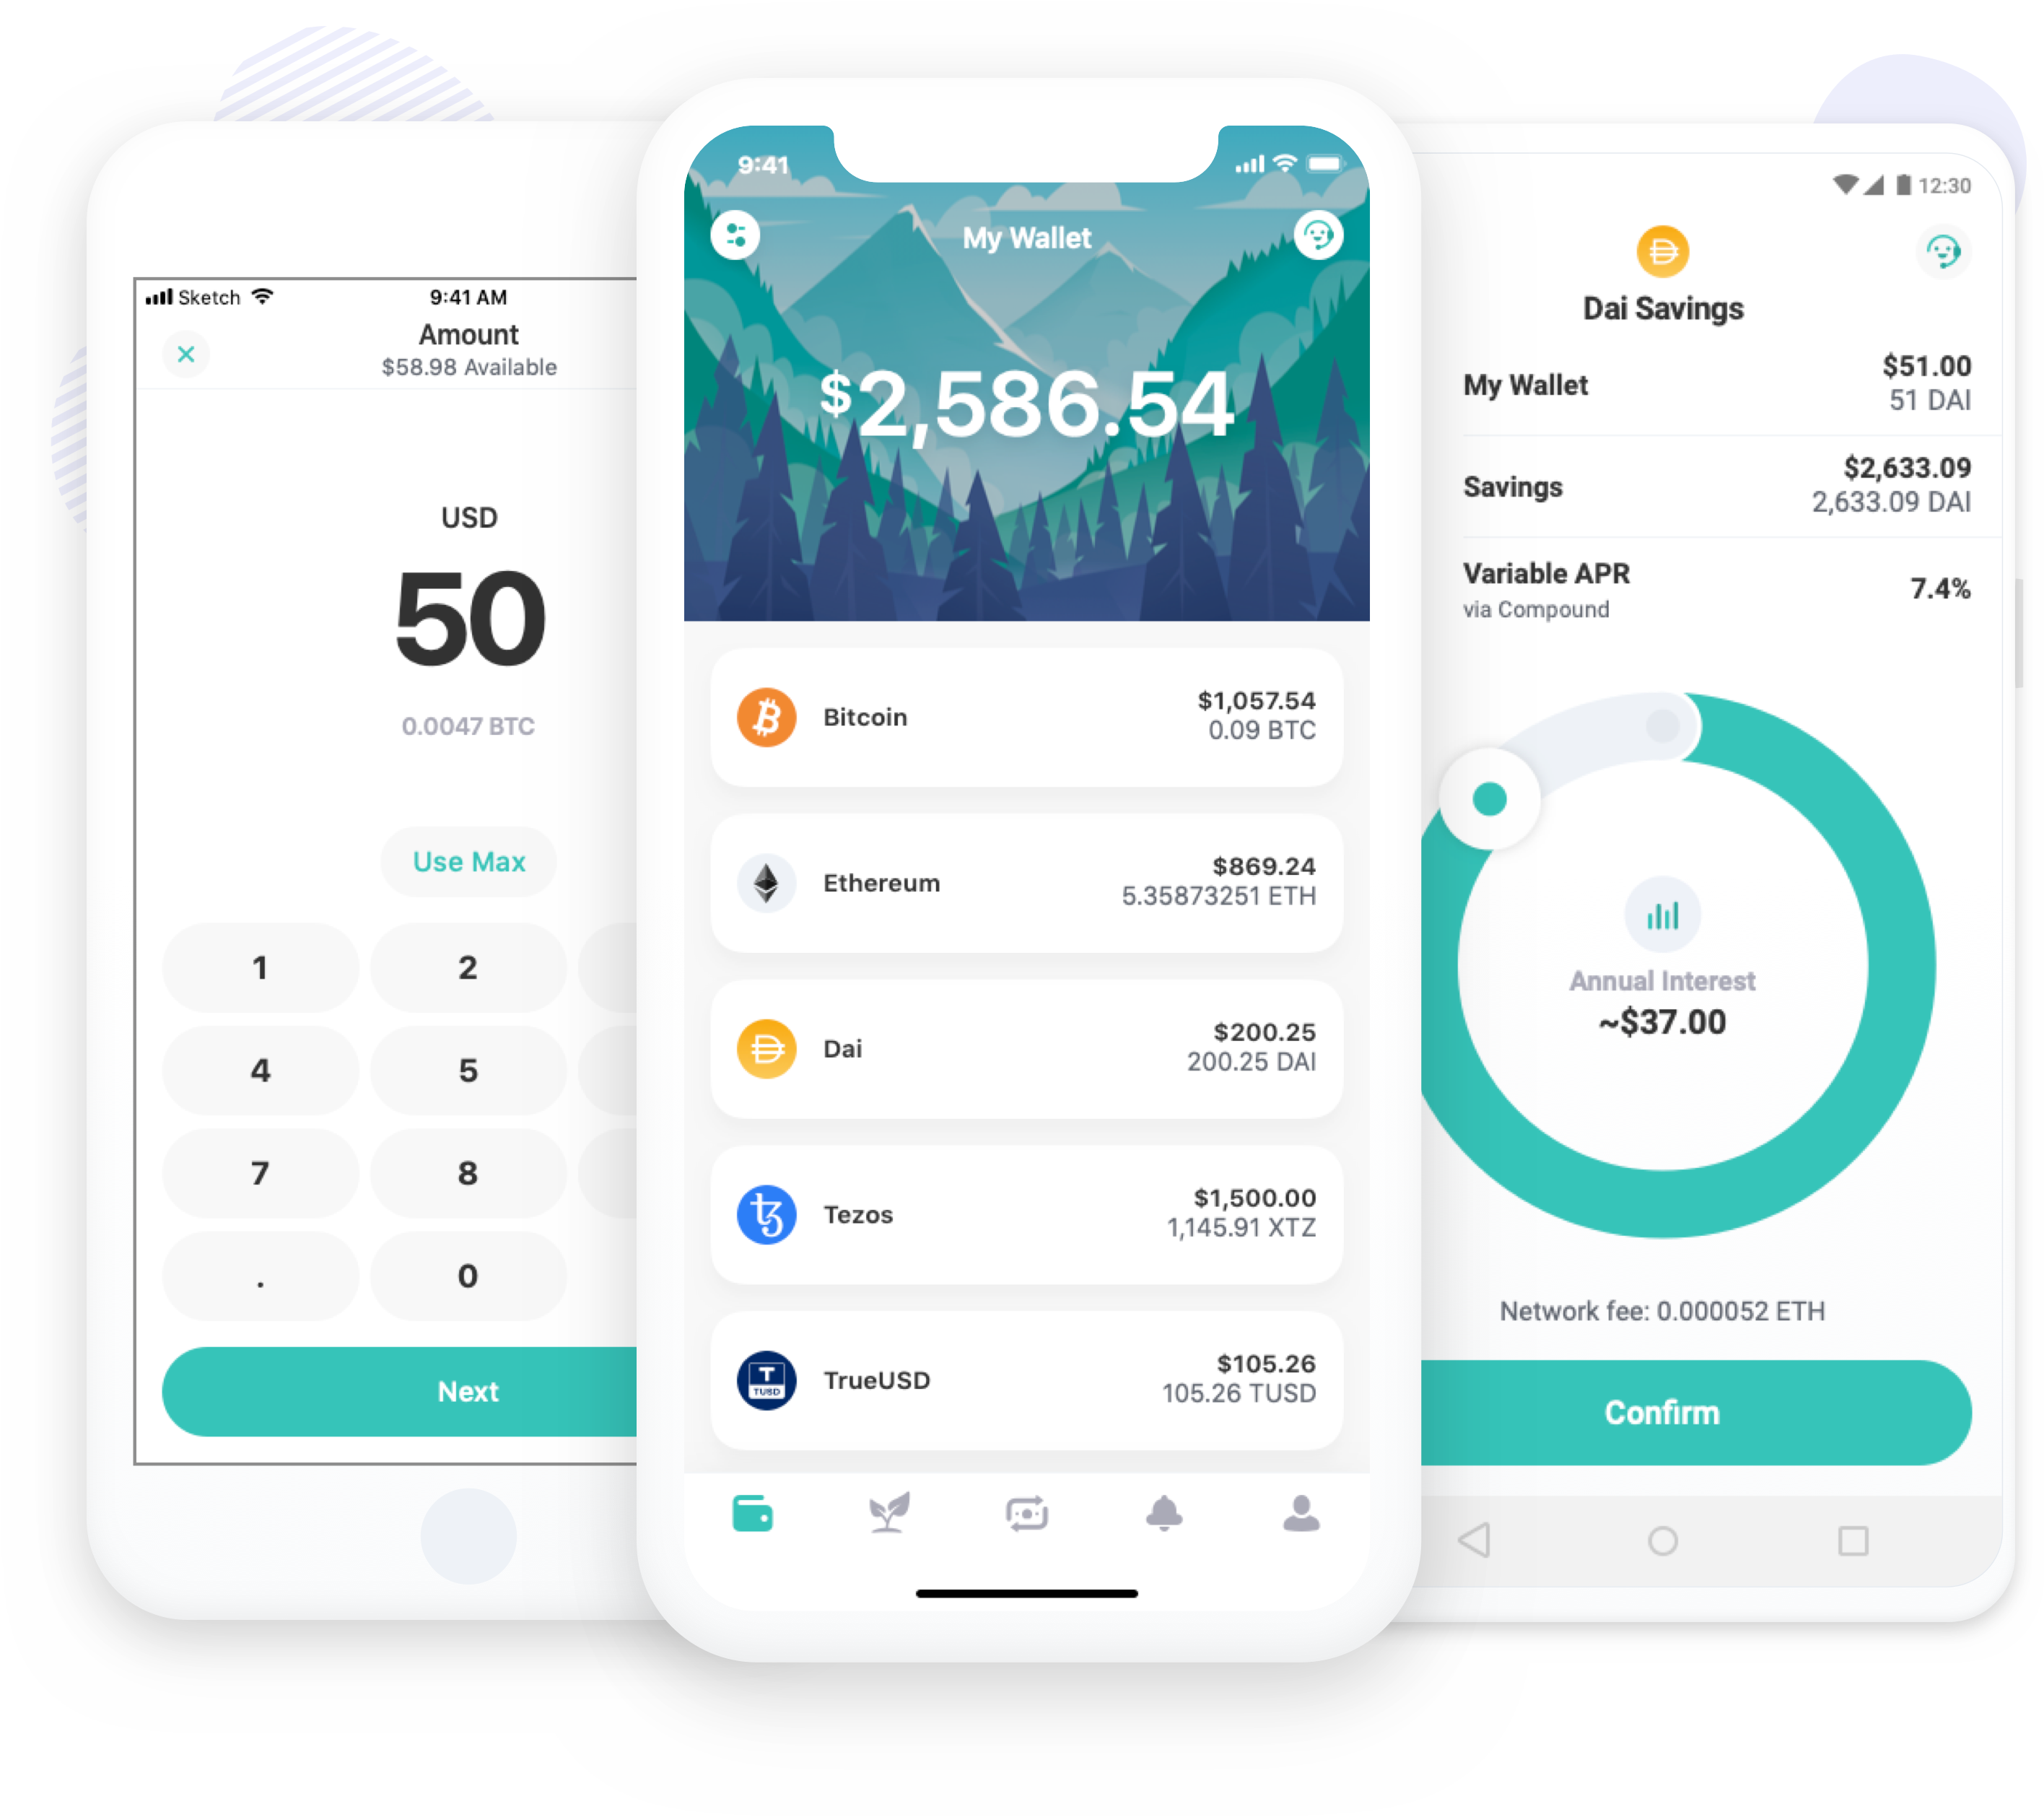 Sketch
9:41 AM
Amount
$58.98 Available
USD
50
0.0047 BTC
Use Max
1
2
4
5
7
8
.
0
Next
9:41
My Wallet
$2,586.54
Bitcoin
$1,057.54
0.09 BTC
Ethereum
$869.24
5.35873251 ETH
Dai
$200.25
200.25 DAI
Tezos
$1,500.00
1,145.91 XTZ
T
TUSD
TrueUSD
$105.26
105.26 TUSD
12:30
Dai Savings
My Wallet
$51.00
51 DAI
Savings
$2,633.09
2,633.09 DAI
Variable APR
via Compound
7.4%
Annual Interest
~$37.00
Network fee: 0.000052 ETH
Confirm